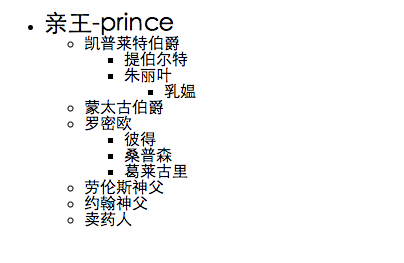 亲王-prince
凯普莱特伯爵
提伯尔特
朱丽叶
乳媪
蒙太古伯爵
罗密欧
彼得
桑普森
葛莱古里
劳伦斯神父
约翰神父
卖药人